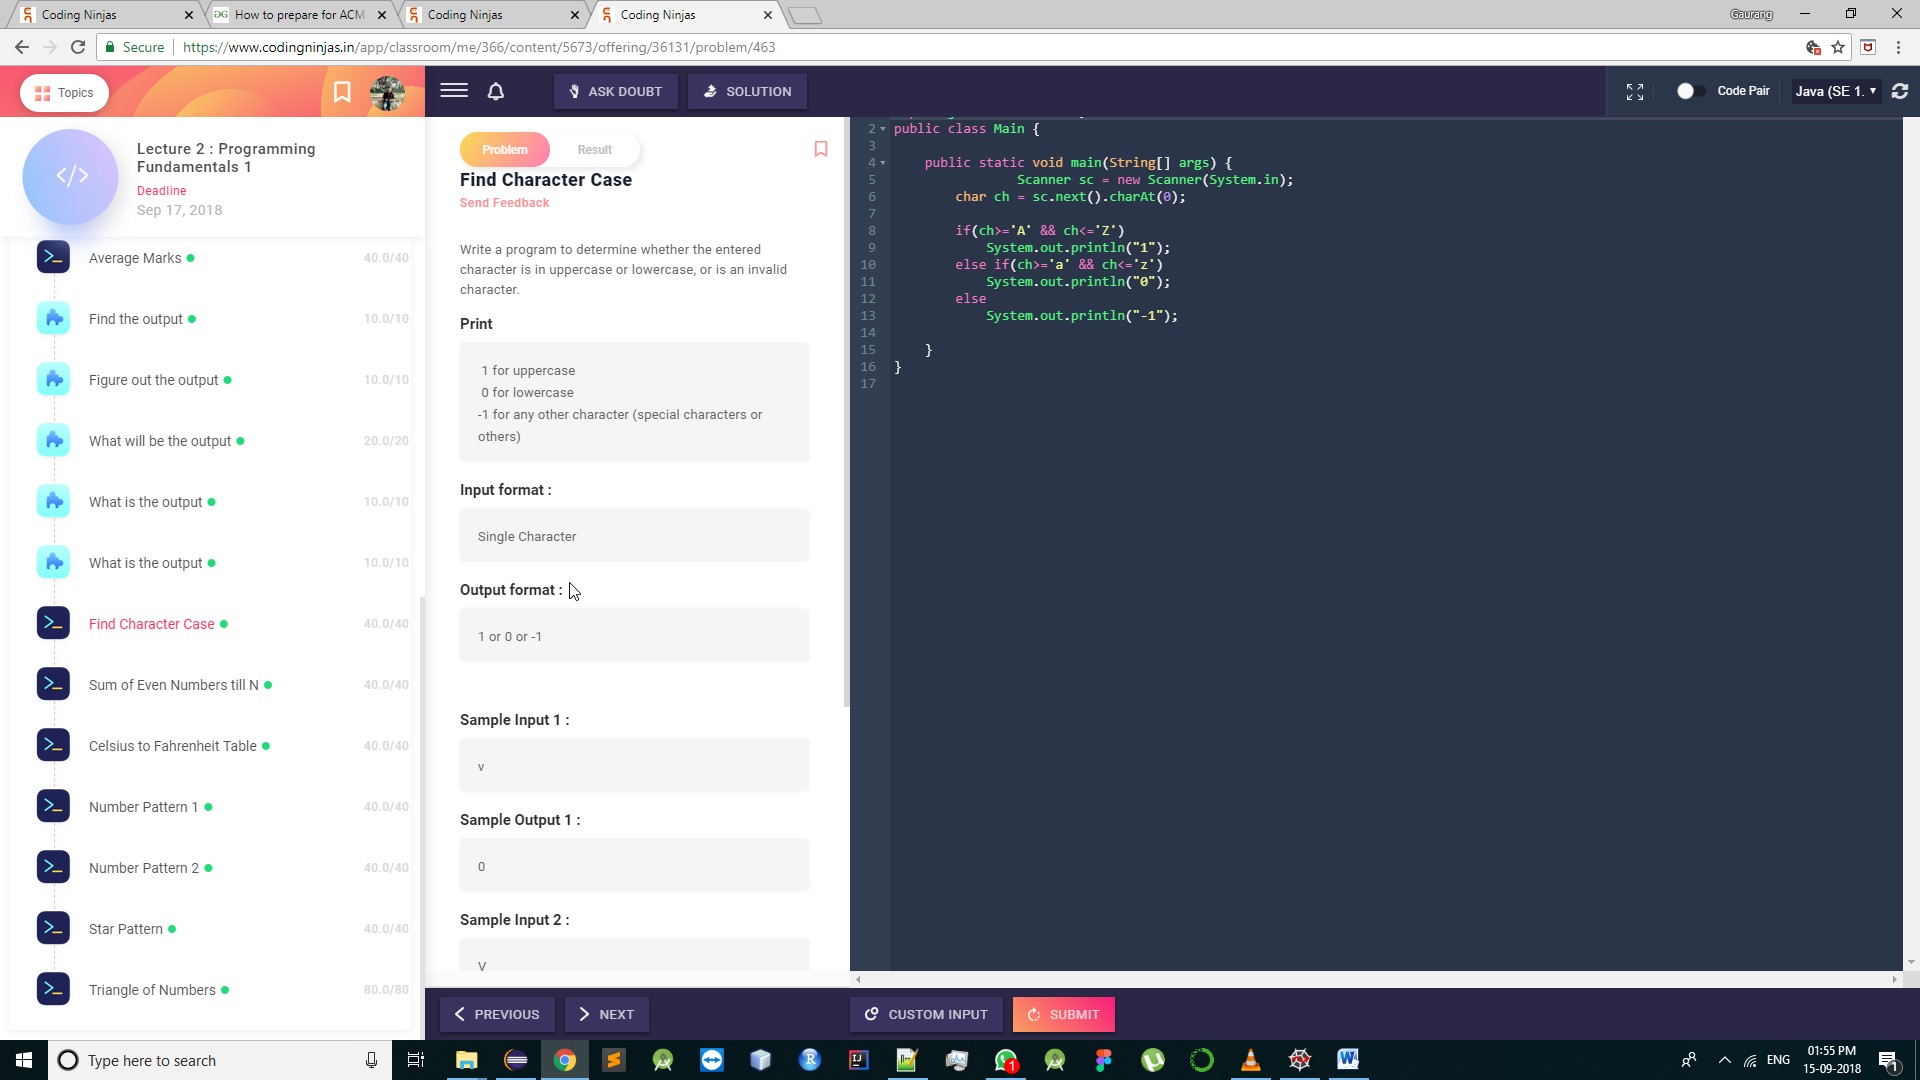 Coding Ninjas
How to prepare for ACM
Coding Ninjas
Coding Ninjas
Gaurang
Secure
https://www.codingninjas.in/app/classroom/me/366/content/5673/offering/36131/problem/463
Topics
ASK DOUBT
SOLUTION
Code Pair
Java (SE 1.
Lecture 2 : Programming
Fundamentals 1
Deadline
Sep 17, 2018
Average Marks
40.0/40
Find the output
10.0/10
Figure out the output
10.0/10
What will be the output
20.0/20
What is the output
10.0/10
What is the output
10.0/10
Find Character Case
40.0/40
Sum of Even Numbers till N
40.0/40
Celsius to Fahrenheit Table
40.0/40
Number Pattern 1
40.0/40
Number Pattern 2
40.0/40
Star Pattern
40.0/40
Triangle of Numbers
80.0/80
Problem
Result
Find Character Case
Send Feedback
Write a program to determine whether the entered
character is in uppercase or lowercase, or is an invalid
character.
Print
1 for uppercase
0 for lowercase
-1 for any other character (special characters or
others)
Input format :
Single Character
Output format :
1 or 0 or -1
Sample Input 1 :
v
Sample Output 1 :
0
Sample Input 2 :
V
2 public class Main {
3
4 public static void main(String[] args) {
5 Scanner sc = new Scanner(System.in);
6 char ch = sc.next().charAt(0);
7
8 if(ch>='A' && ch<='Z')
9 System.out.println("1");
10 else if(ch>='a' && ch<='z')
11 System.out.println("0");
12 else
13 System.out.println("-1");
14
15 }
16 }
17
PREVIOUS
NEXT
CUSTOM INPUT
SUBMIT
Type here to search
1
ENG
01:55 PM
15-09-2018
1